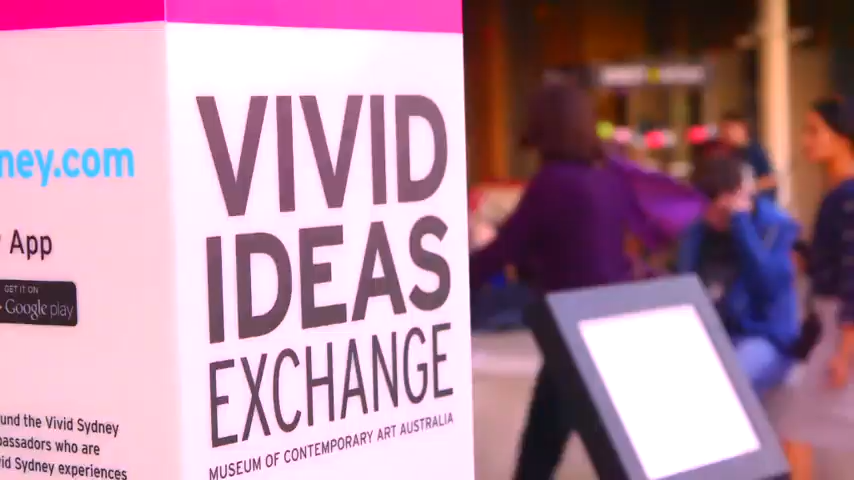 ney.com
App
GET IT ON
Google play
und the Vivid Sydney
bassadors who are
vid Sydney experiences
VIVID
IDEAS
EXCHANGE
MUSEUM OF CONTEMPORARY ART AUSTRALIA